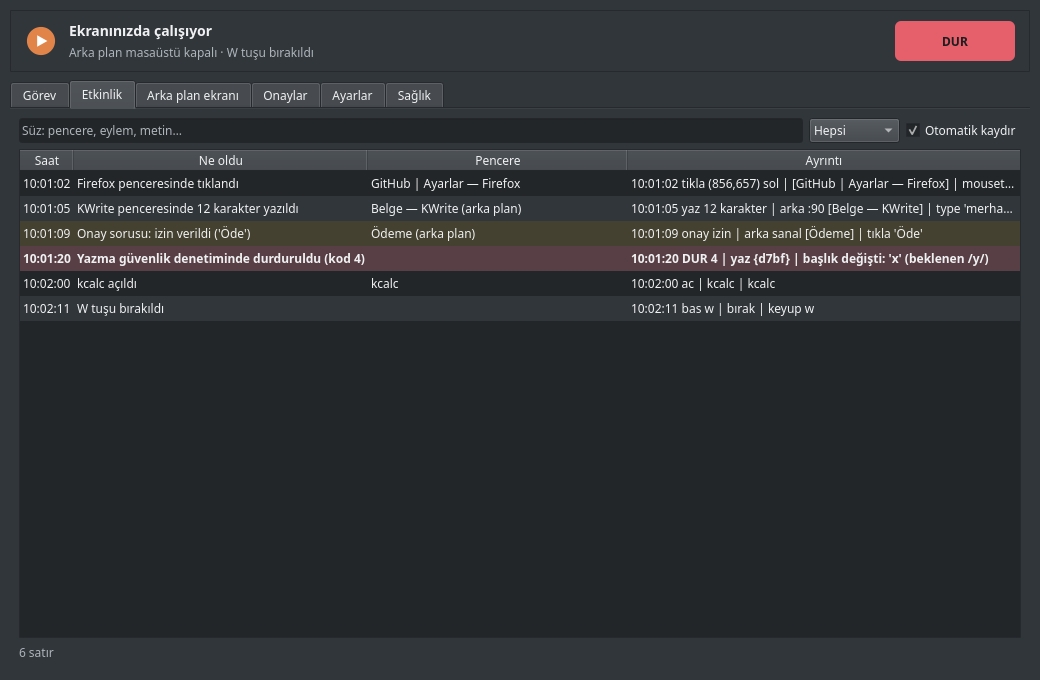 Ekranınızda çalışıyor
Arka plan masaüstü kapalı · W tuşu bırakıldı
DUR
Görev Etkinlik Arka plan ekranı Onaylar Ayarlar Sağlık
Süz: pencere, eylem, metin... Hepsi Otomatik kaydır
Saat Ne oldu Pencere Ayrıntı
10:01:02 Firefox penceresinde tıklandı GitHub | Ayarlar — Firefox 10:01:02 tikla (856,657) sol | [GitHub | Ayarlar — Firefox] | mouset...
10:01:05 KWrite penceresinde 12 karakter yazıldı Belge — KWrite (arka plan) 10:01:05 yaz 12 karakter | arka :90 [Belge — KWrite] | type 'merha...
10:01:09 Onay sorusu: izin verildi ('Öde') Ödeme (arka plan) 10:01:09 onay izin | arka sanal [Ödeme] | tıkla 'Öde'
10:01:20 Yazma güvenlik denetiminde durduruldu (kod 4) 10:01:20 DUR 4 | yaz {d7bf} | başlık değişti: 'x' (beklenen /y/)
10:02:00 kcalc açıldı kcalc 10:02:00 ac | kcalc | kcalc
10:02:11 W tuşu bırakıldı 10:02:11 bas w | bırak | keyup w
6 satır